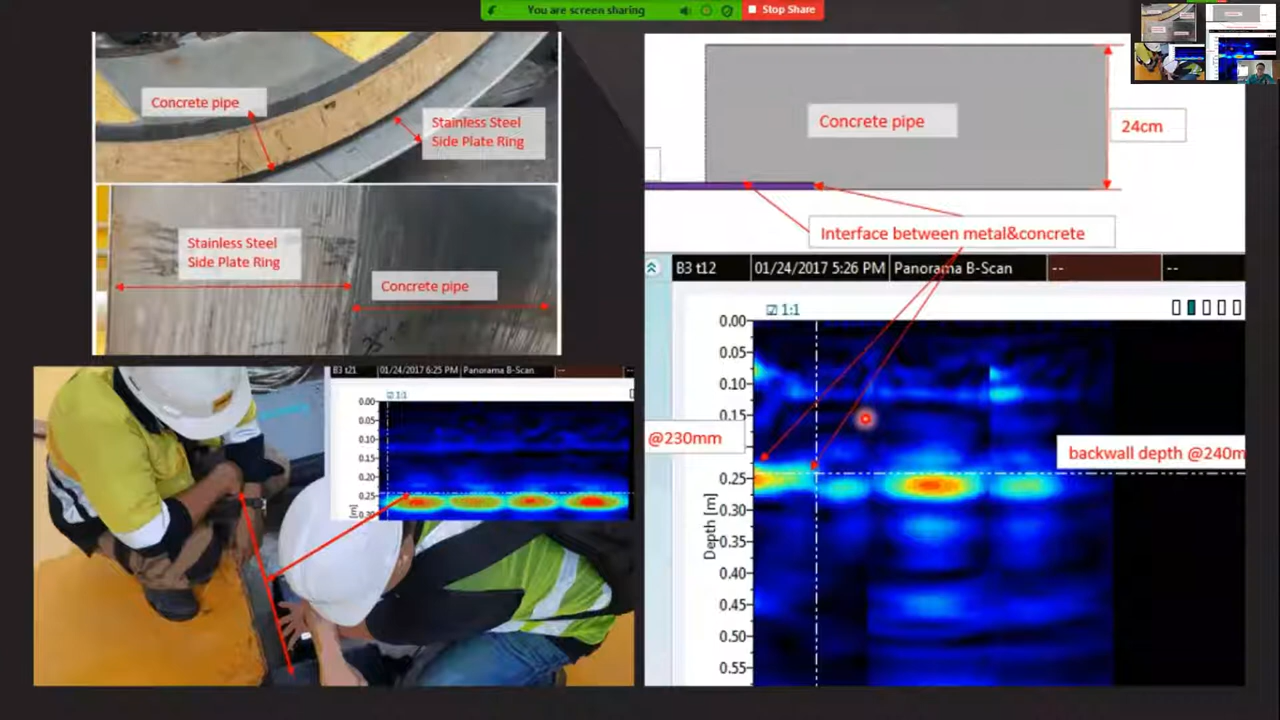 You are screen sharing
Stop Share
Concrete pipe
Stainless Steel
Side Plate Ring
Stainless Steel
Side Plate Ring
Concrete pipe
Concrete pipe
24cm
Interface between metal&concrete
B3 t12
01/24/2017 5:26 PM
Panorama B-Scan
--
--
1:1
0.00
0.05
0.10
0.15
0.25
0.30
0.35
0.40
0.45
0.50
0.55
Depth [m]
@230mm
backwall depth @240m
B3 t21
01/24/2017 6:25 PM
Panorama B-Scan
--
1:1
0.00
0.05
0.10
0.15
0.20
0.25
0.30
[m]